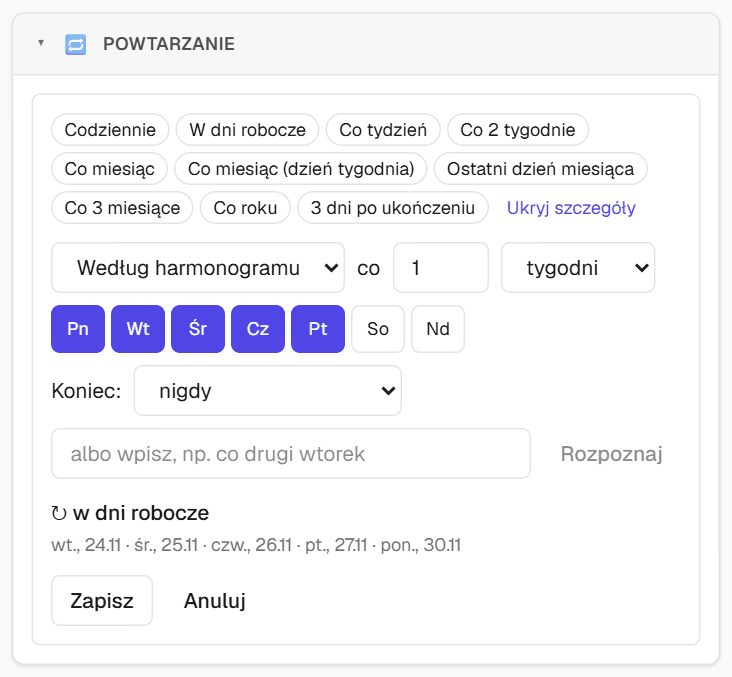 POWTARZANIE
Codziennie W dni robocze Co tydzień Co 2 tygodnie
Co miesiąc Co miesiąc (dzień tygodnia) Ostatni dzień miesiąca
Co 3 miesiące Co roku 3 dni po ukończeniu Ukryj szczegóły
Według harmonogramu co 1 tygodni
Pn Wt Śr Cz Pt So Nd
Koniec: nigdy
albo wpisz, np. co drugi wtorek Rozpoznaj
↻ w dni robocze
wt., 24.11 · śr., 25.11 · czw., 26.11 · pt., 27.11 · pon., 30.11
Zapisz Anuluj